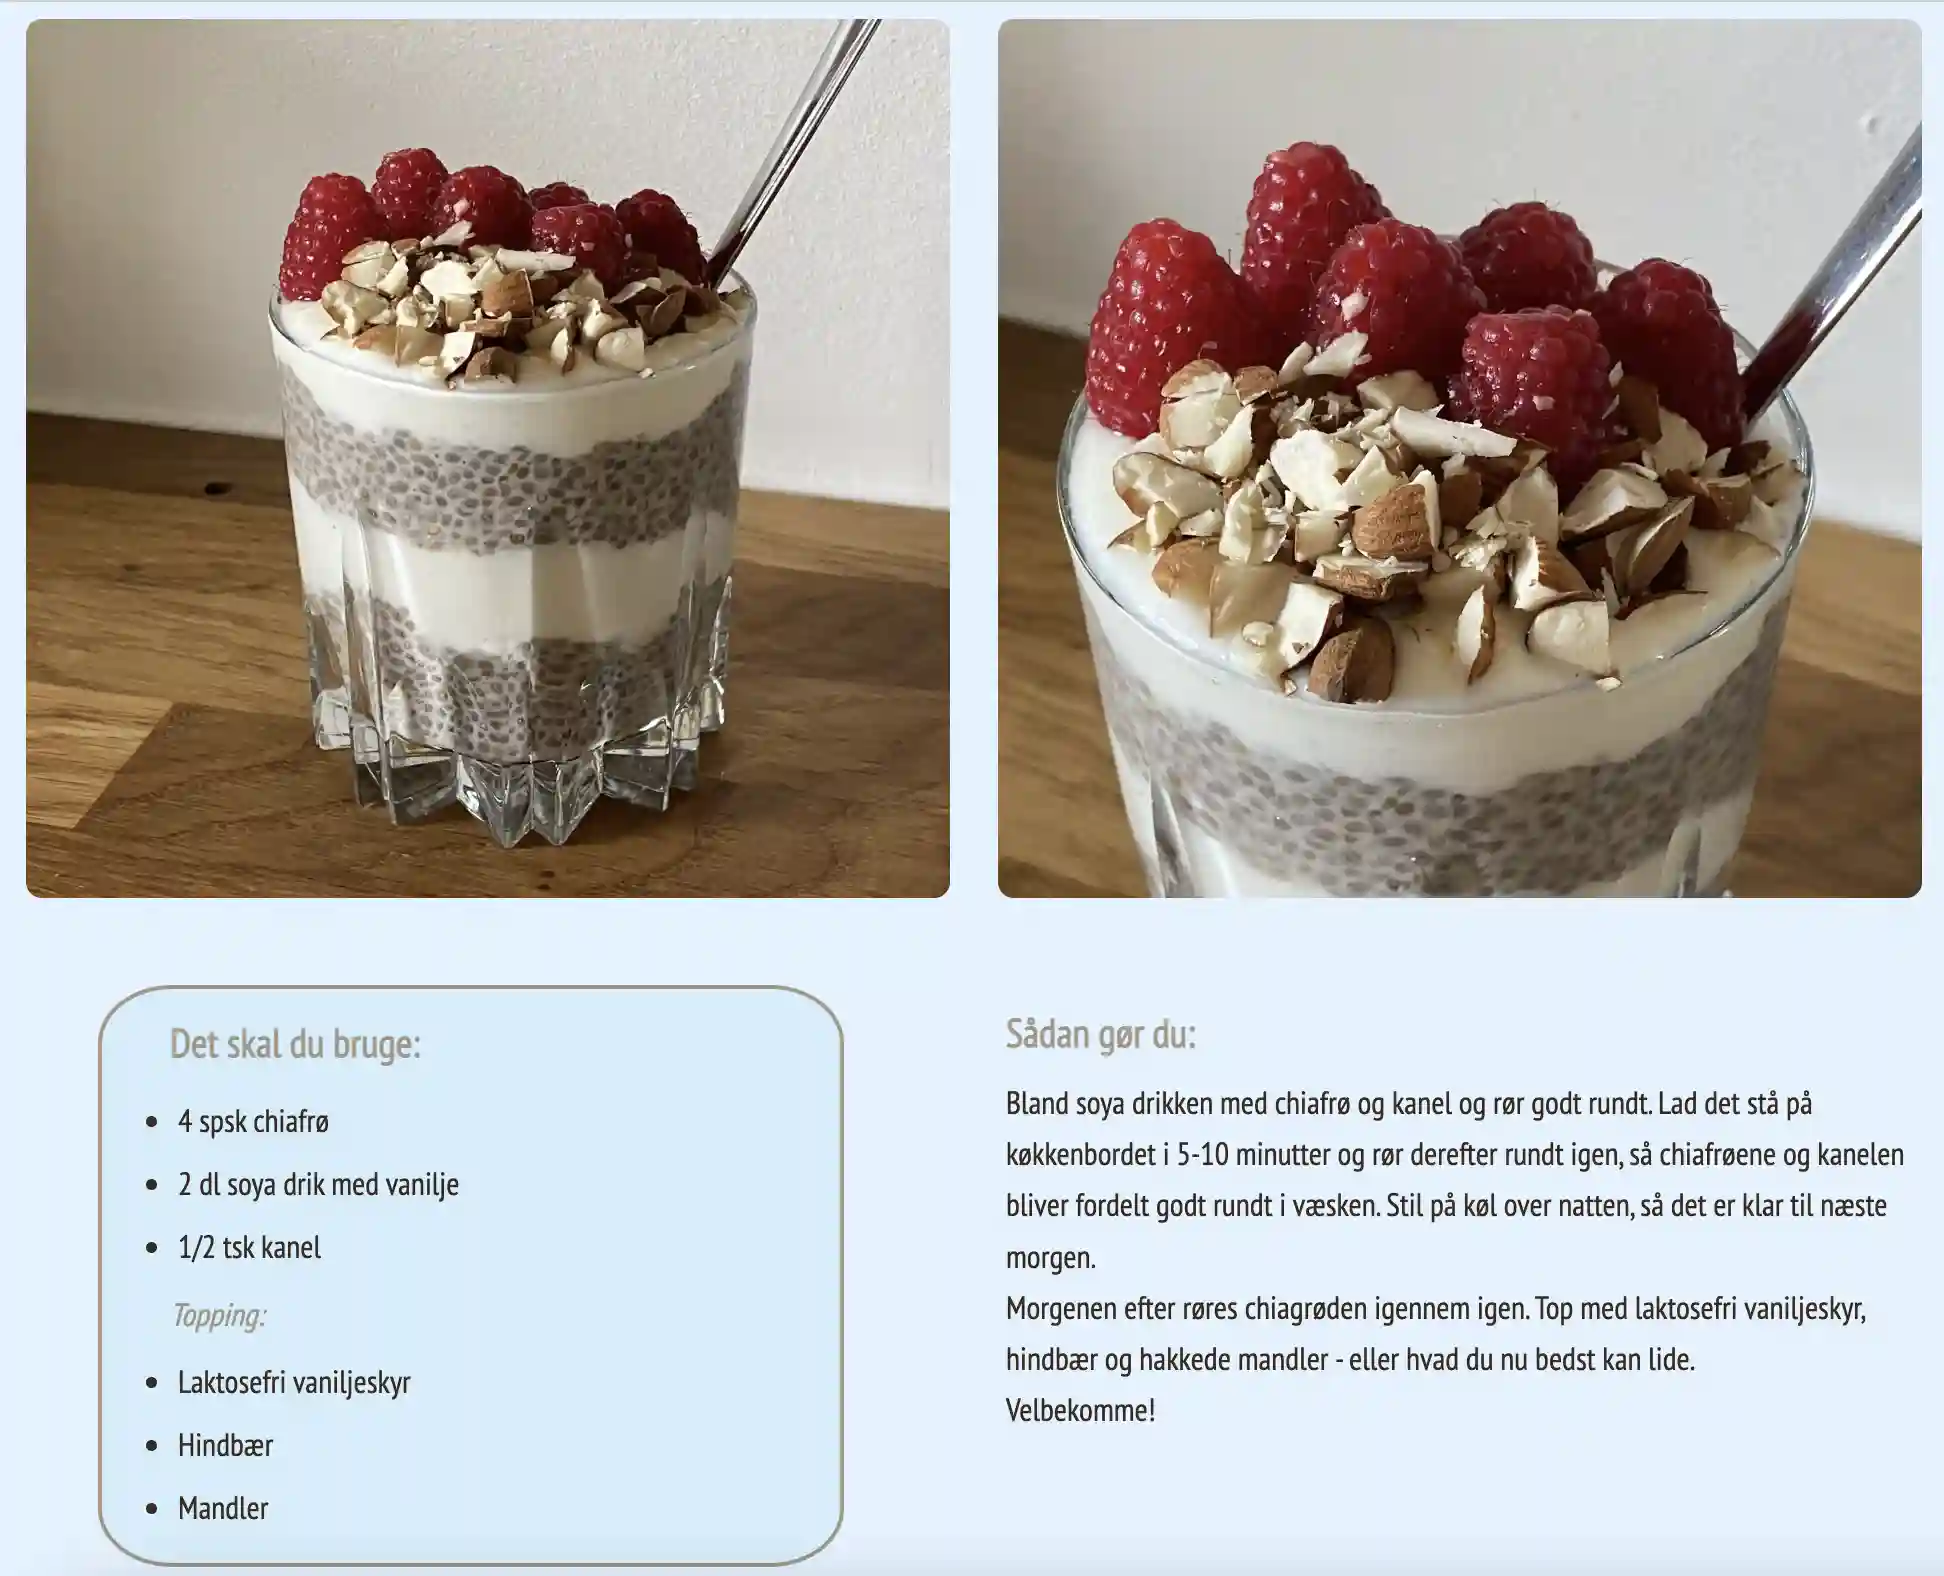 Det skal du bruge:
4 spsk chiafrø
2 dl soya drik med vanilje
1/2 tsk kanel
Topping:
Laktosefri vaniljeskyr
Hindbær
Mandler
Sådan gør du:
Bland soya drikken med chiafrø og kanel og rør godt rundt. Lad det stå på
køkkenbordet i 5-10 minutter og rør derefter rundt igen, så chiafrøene og kanelen
bliver fordelt godt rundt i væsken. Stil på køl over natten, så det er klar til næste
morgen.
Morgenen efter røres chiagrøden igennem igen. Top med laktosefri vaniljeskyr,
hindbær og hakkede mandler - eller hvad du nu bedst kan lide.
Velbekomme!